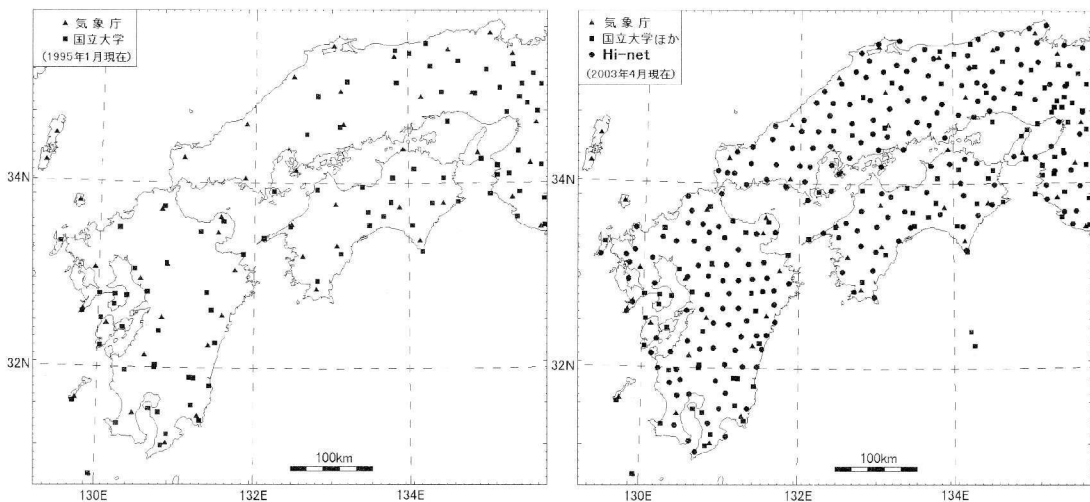 ▲ 気象庁
■ 国立大学
(1995年1月現在)
34N
32N
100km
130E
132E
134E
▲ 気象庁
■ 国立大学ほか
● Hi-net
(2003年4月現在)
34N
32N
100km
130E
132E
134E